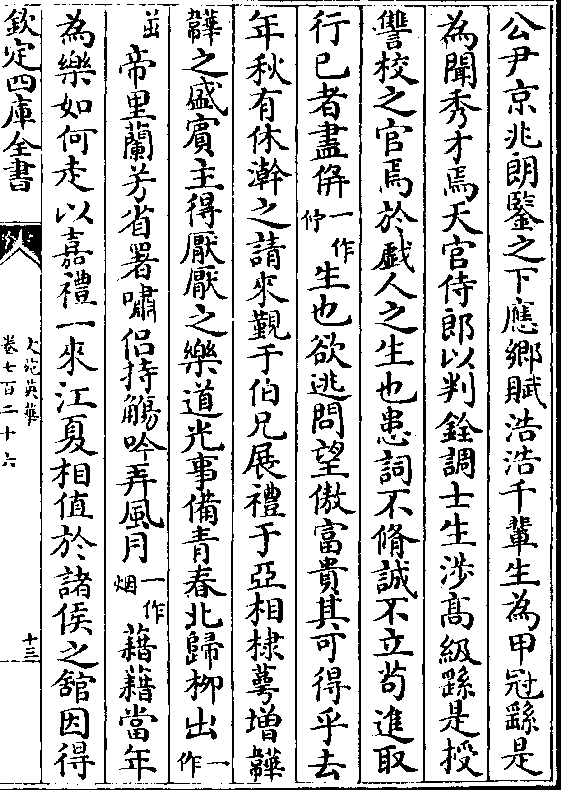 公尹京兆朗鑒之下應鄉賦浩浩千輩生為甲冠繇是
為聞秀才焉天官侍郎以判銓調士生涉高級繇是授
讐校之官焉於戲人之生也患詞不脩誠不立苟進取
行已者盡倂一作倅生也欲逃問望傲富貴其可得乎去
年秋有休澣之請來覲于伯兄展禮于亞相棣萼增韡
韡之盛賓主得厭厭之樂道光事備青春北歸柳出一作
茁帝里蘭芳省署嘯侶持觴吟弄風月一作烟藉藉當年
為樂如何走以嘉禮一來江夏相值於諸侯之舘因得
欽定四庫全書
文苑英華
卷七百二十六
十三